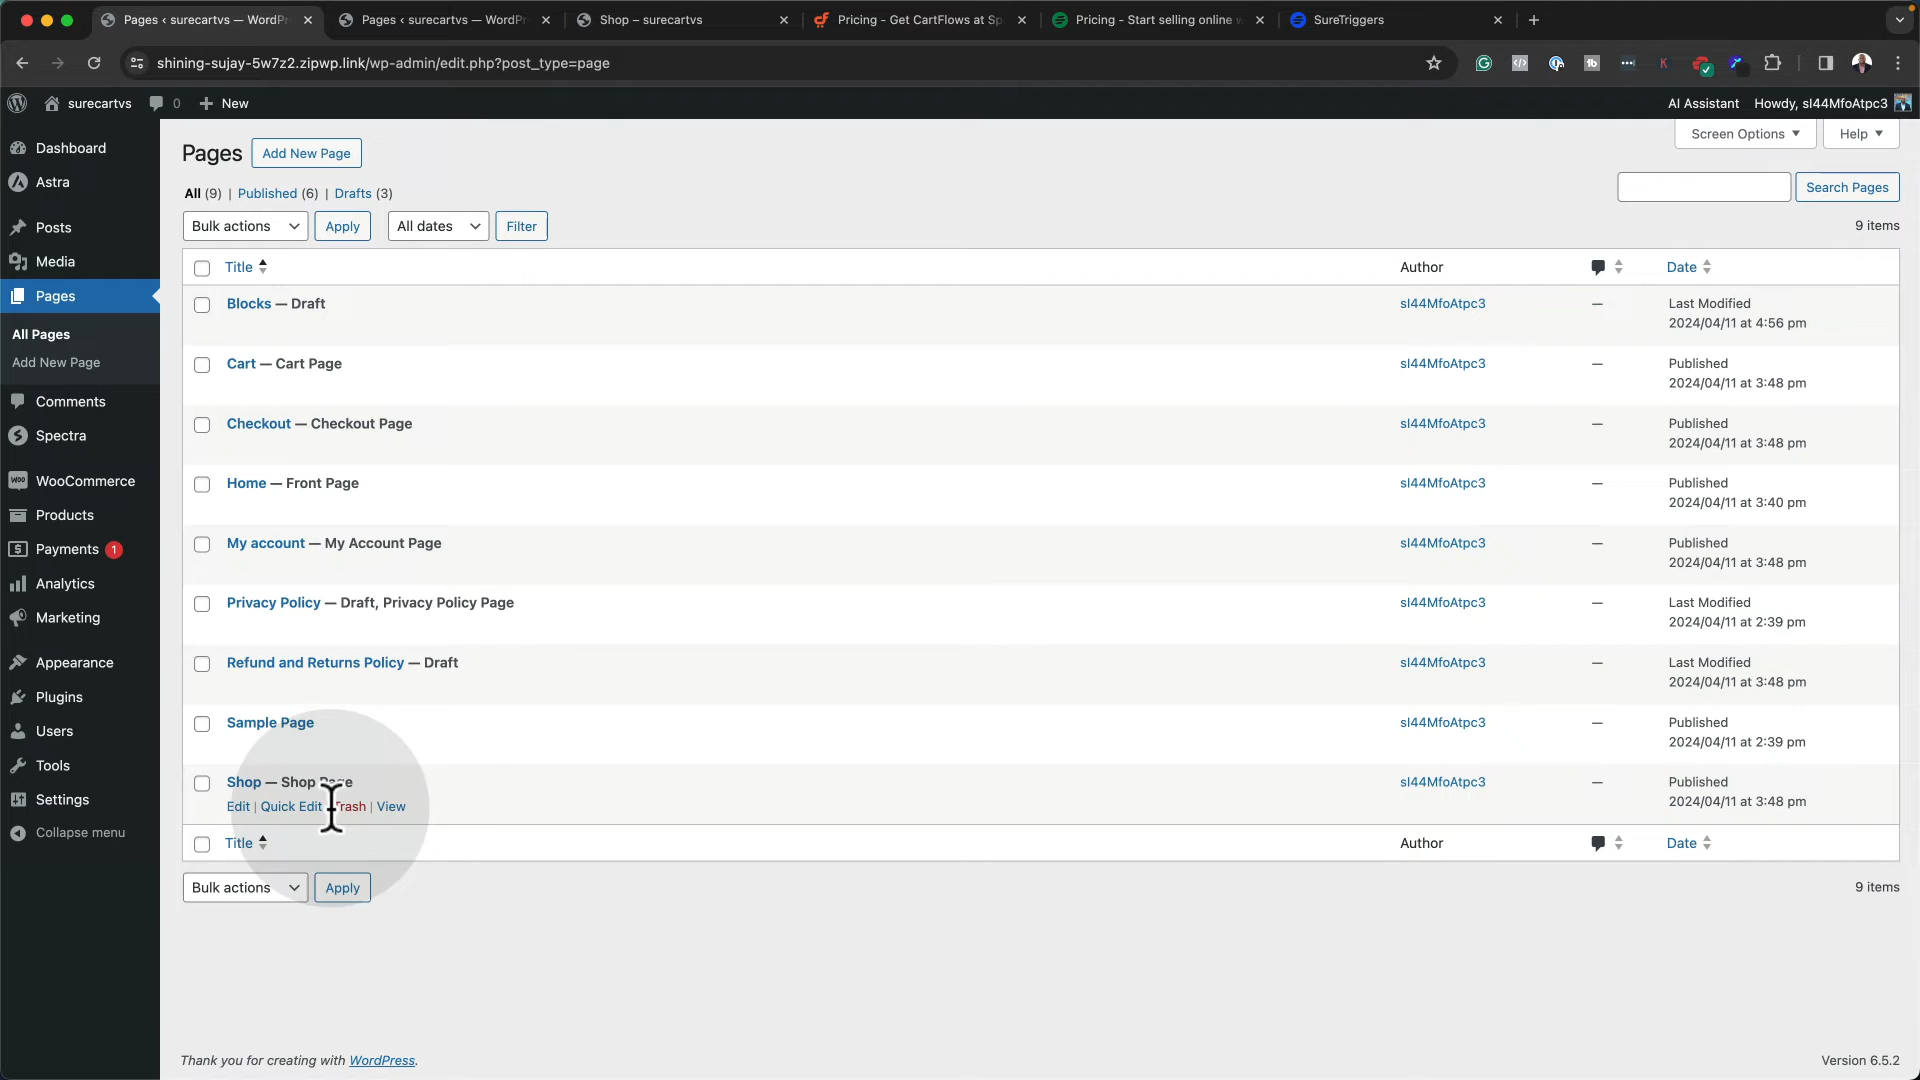 Pages ‹ surecartvs — WordPr
Pages ‹ surecartvs — WordPr
Shop – surecartvs
Pricing - Get CartFlows at Sp
Pricing - Start selling online w
SureTriggers
shining-sujay-5w7z2.zipwp.link/wp-admin/edit.php?post_type=page
surecartvs
0
New
AI Assistant
Howdy, sl44MfoAtpc3
Dashboard
Astra
Posts
Media
Pages
All Pages
Add New Page
Comments
Spectra
WooCommerce
Products
Payments 1
Analytics
Marketing
Appearance
Plugins
Users
Tools
Settings
Collapse menu
Screen Options
Help
Pages
Add New Page
All (9) | Published (6) | Drafts (3)
Search Pages
Bulk actions
Apply
All dates
Filter
9 items
Title
Author
Date
Blocks — Draft
sl44MfoAtpc3
—
Last Modified
2024/04/11 at 4:56 pm
Cart — Cart Page
sl44MfoAtpc3
—
Published
2024/04/11 at 3:48 pm
Checkout — Checkout Page
sl44MfoAtpc3
—
Published
2024/04/11 at 3:48 pm
Home — Front Page
sl44MfoAtpc3
—
Published
2024/04/11 at 3:40 pm
My account — My Account Page
sl44MfoAtpc3
—
Published
2024/04/11 at 3:48 pm
Privacy Policy — Draft, Privacy Policy Page
sl44MfoAtpc3
—
Last Modified
2024/04/11 at 2:39 pm
Refund and Returns Policy — Draft
sl44MfoAtpc3
—
Last Modified
2024/04/11 at 3:48 pm
Sample Page
sl44MfoAtpc3
—
Published
2024/04/11 at 2:39 pm
Shop — Shop Page
Edit | Quick Edit | Trash | View
sl44MfoAtpc3
—
Published
2024/04/11 at 3:48 pm
Title
Author
Date
Bulk actions
Apply
9 items
Thank you for creating with WordPress.
Version 6.5.2